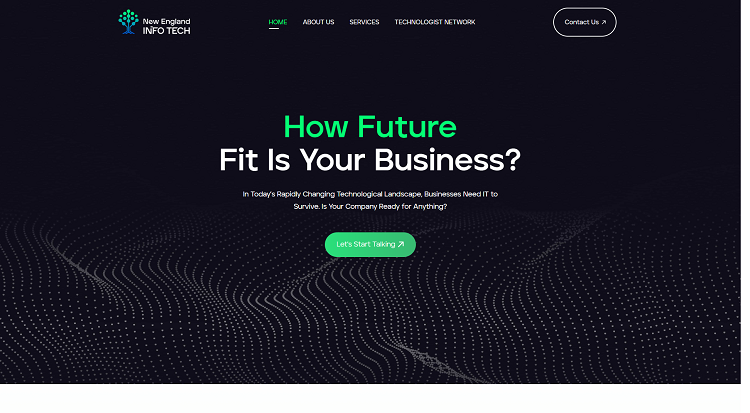 New England
INFO TECH
HOME ABOUT US SERVICES TECHNOLOGIST NETWORK
Contact Us
How Future
Fit Is Your Business?
In Today's Rapidly Changing Technological Landscape, Businesses Need IT to
Survive. Is Your Company Ready for Anything?
Let's Start Talking